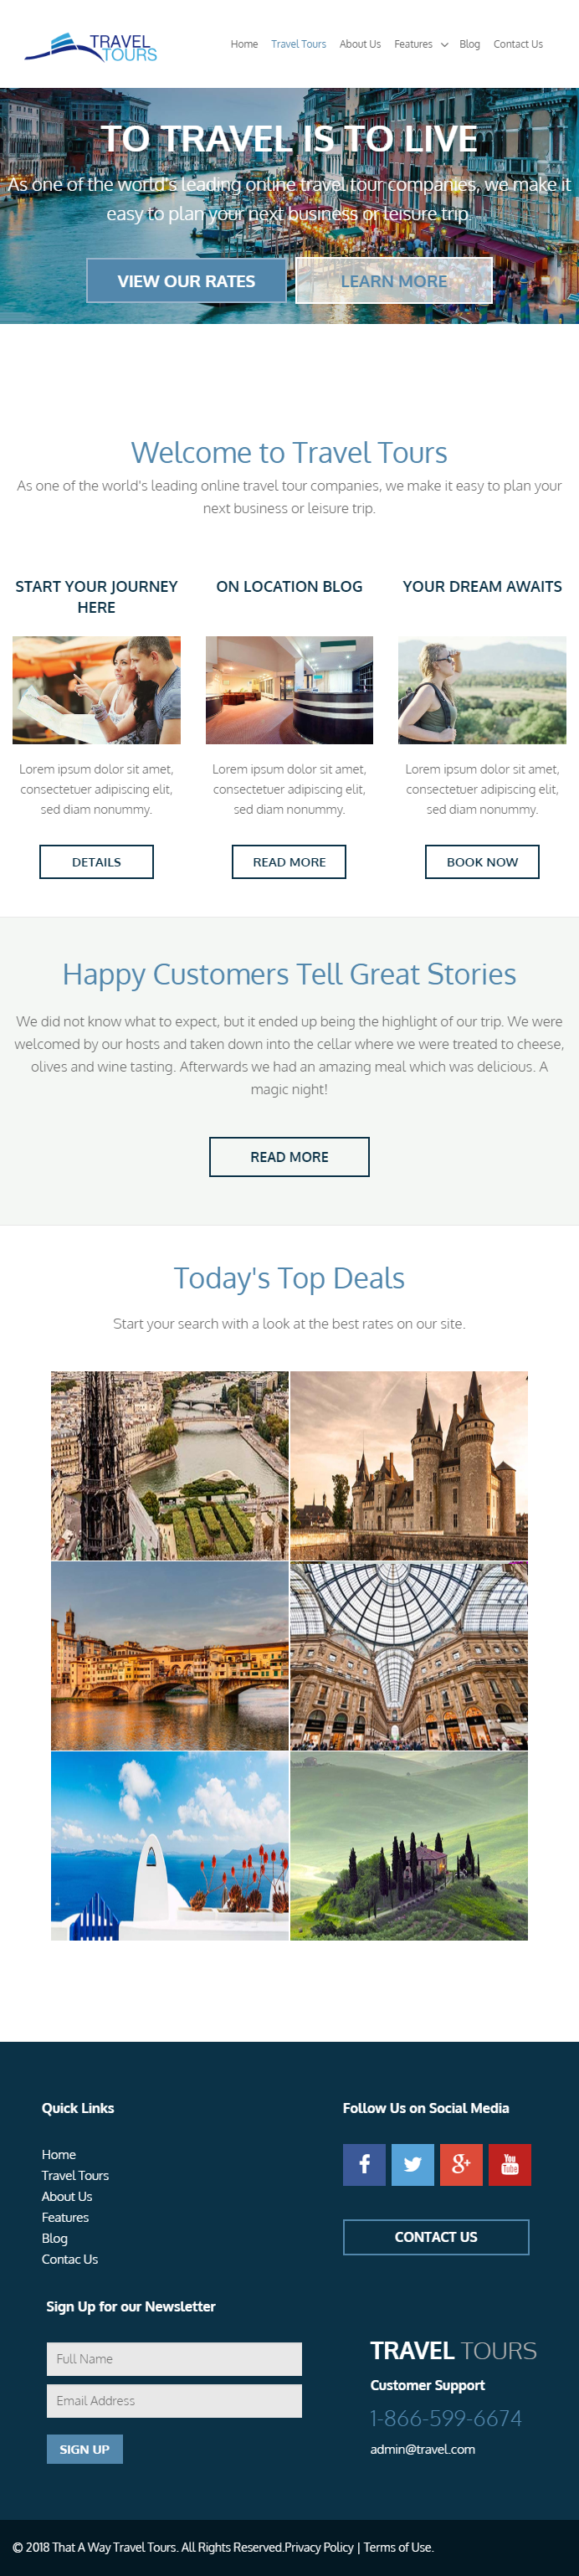 TRAVEL
TOURS
Home Travel Tours About Us Features Blog Contact Us
TO TRAVEL IS TO LIVE
As one of the world's leading online travel tour companies, we make it
easy to plan your next business or leisure trip.
VIEW OUR RATES LEARN MORE
Welcome to Travel Tours
As one of the world's leading online travel tour companies, we make it easy to plan your
next business or leisure trip.
START YOUR JOURNEY
HERE
Lorem ipsum dolor sit amet,
consectetuer adipiscing elit,
sed diam nonummy.
DETAILS
ON LOCATION BLOG
Lorem ipsum dolor sit amet,
consectetuer adipiscing elit,
sed diam nonummy.
READ MORE
YOUR DREAM AWAITS
Lorem ipsum dolor sit amet,
consectetuer adipiscing elit,
sed diam nonummy.
BOOK NOW
Happy Customers Tell Great Stories
We did not know what to expect, but it ended up being the highlight of our trip. We were
welcomed by our hosts and taken down into the cellar where we were treated to cheese,
olives and wine tasting. Afterwards we had an amazing meal which was delicious. A
magic night!
READ MORE
Today's Top Deals
Start your search with a look at the best rates on our site.
Quick Links
Home
Travel Tours
About Us
Features
Blog
Contac Us
Follow Us on Social Media
f
g+
You
Tube
CONTACT US
Sign Up for our Newsletter
Full Name
Email Address
SIGN UP
TRAVEL TOURS
Customer Support
1-866-599-6674
admin@travel.com
© 2018 That A Way Travel Tours. All Rights Reserved.Privacy Policy | Terms of Use.